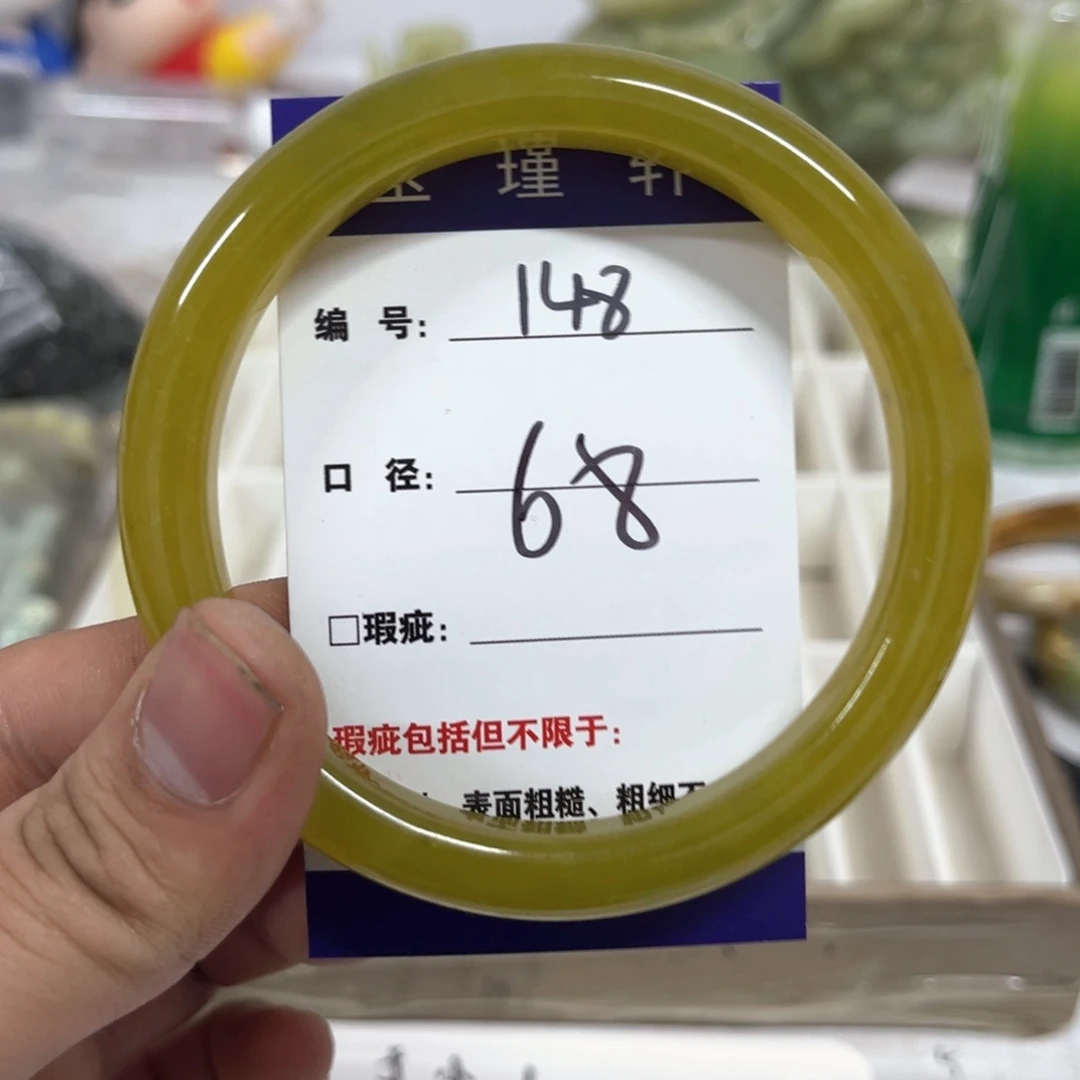 瑾轩
编 号: 148
口 径: 68
□瑕疵:
瑕疵包括但不限于:
表面粗糙、粗细不